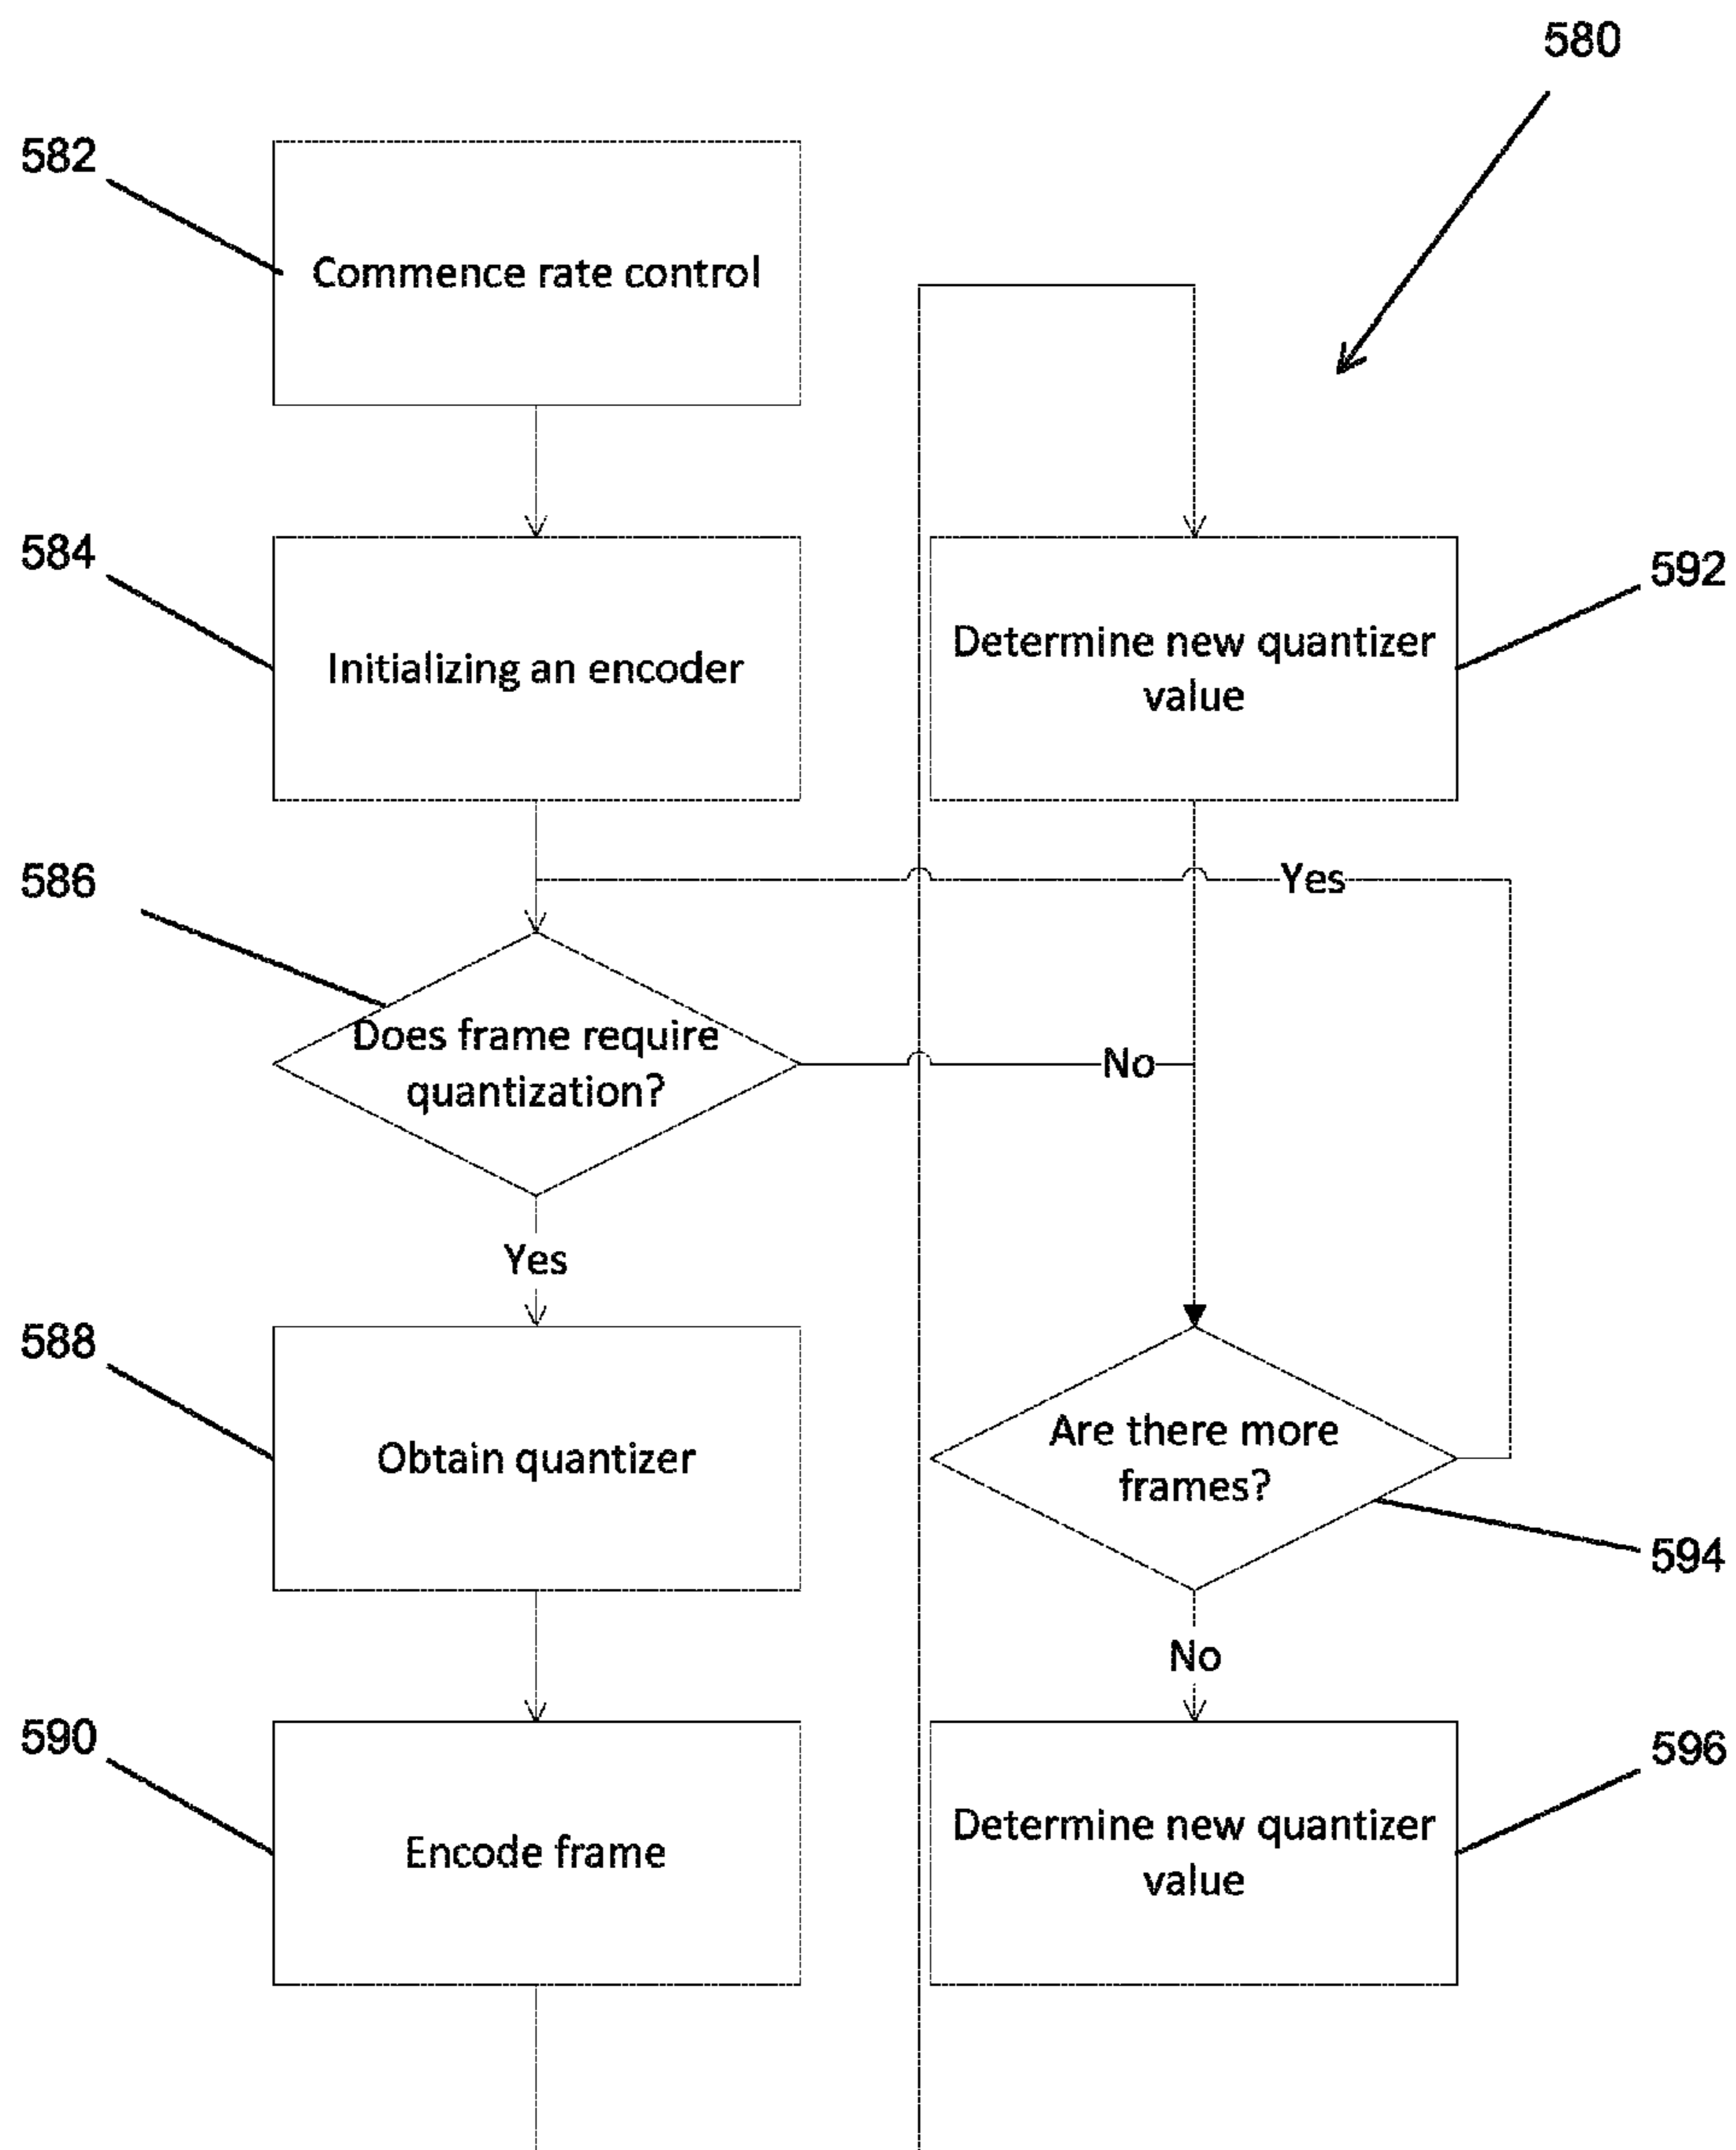 580
582
Commence rate control
584
Initializing an encoder
592
Determine new quantizer
value
586
Yes
Does frame require
quantization?
No
Yes
588
Obtain quantizer
Are there more
frames?
594
No
590
Encode frame
596
Determine new quantizer
value